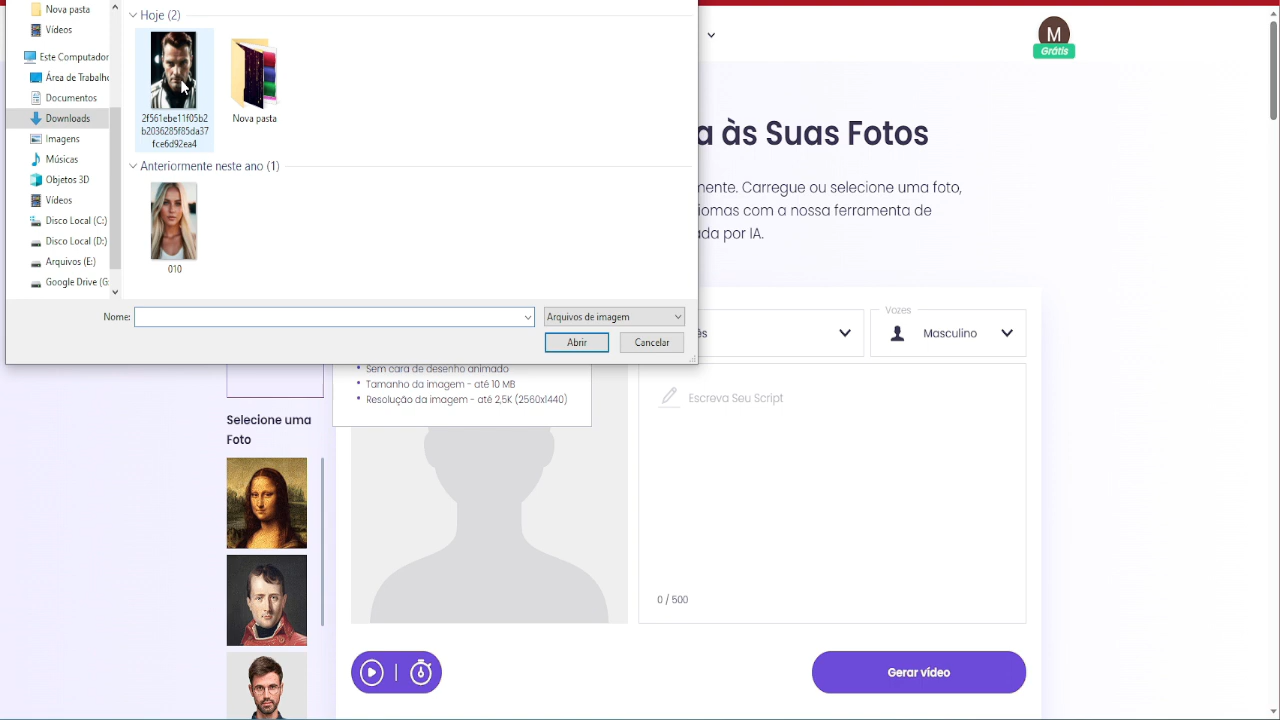 Nova pasta
Vídeos
Este Computador
Área de Trabalho
Documentos
Downloads
Imagens
Músicas
Objetos 3D
Vídeos
Disco Local (C:)
Disco Local (D:)
Arquivos (E:)
Google Drive (G:
Hoje (2)
2f561ebe11f05b2
b2036285f85da37
fce6d92ea4
Nova pasta
Anteriormente neste ano (1)
010
Nome:
Arquivos de imagem
Abrir
Cancelar
M
Grátis
a às Suas Fotos
mente. Carregue ou selecione uma foto,
iomas com a nossa ferramenta de
ada por IA.
Vozes
ês
Masculino
Sem cara de desenho animado
Tamanho da imagem - até 10 MB
Resolução da imagem - até 2,5K (2560x1440)
Selecione uma
Foto
Escreva Seu Script
0 / 500
Gerar vídeo